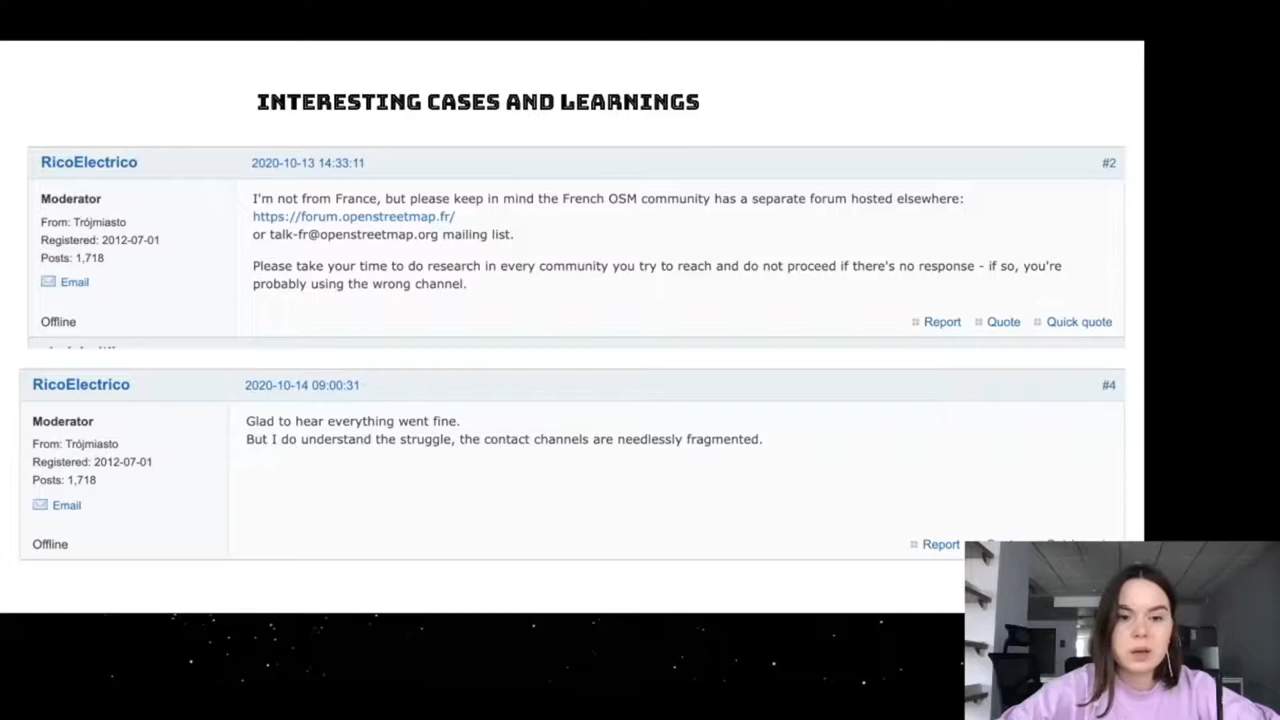 INTERESTING CASES AND LEARNINGS
RicoElectrico 2020-10-13 14:33:11 #2
Moderator
From: Trójmiasto
Registered: 2012-07-01
Posts: 1,718
Email
Offline
I'm not from France, but please keep in mind the French OSM community has a separate forum hosted elsewhere:
https://forum.openstreetmap.fr/
or talk-fr@openstreetmap.org mailing list.
Please take your time to do research in every community you try to reach and do not proceed if there's no response - if so, you're
probably using the wrong channel.
Report Quote Quick quote
RicoElectrico 2020-10-14 09:00:31 #4
Moderator
From: Trójmiasto
Registered: 2012-07-01
Posts: 1,718
Email
Offline
Glad to hear everything went fine.
But I do understand the struggle, the contact channels are needlessly fragmented.
Report